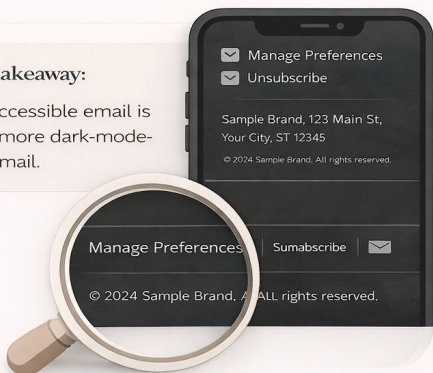 akeaway:
ccessible email is
more dark-mode-
mail.
Manage Preferences
Unsubscribe
Sample Brand, 123 Main St,
Your City, ST 12345
© 2024 Sample Brand. All rights reserved.
Manage Preferences Sumabscribe
© 2024 Sample Brand. A ALL rights reserved.